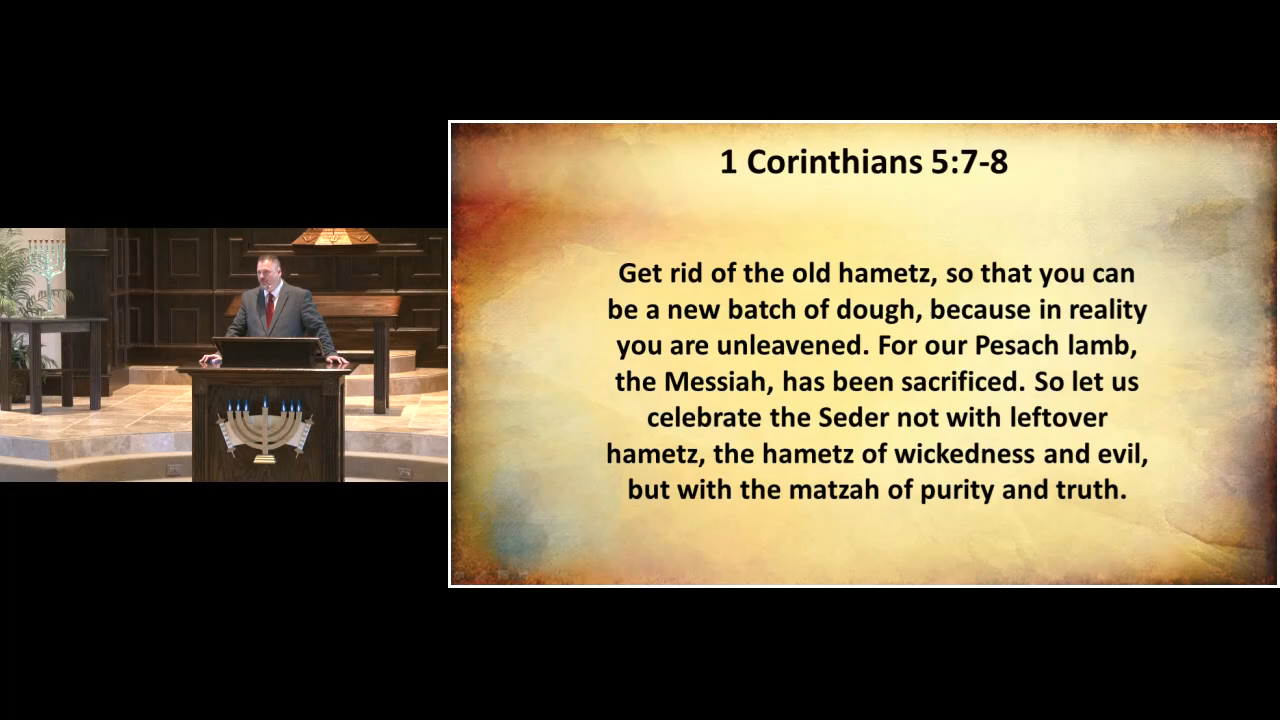 1 Corinthians 5:7-8
Get rid of the old hametz, so that you can
be a new batch of dough, because in reality
you are unleavened. For our Pesach lamb,
the Messiah, has been sacrificed. So let us
celebrate the Seder not with leftover
hametz, the hametz of wickedness and evil,
but with the matzah of purity and truth.